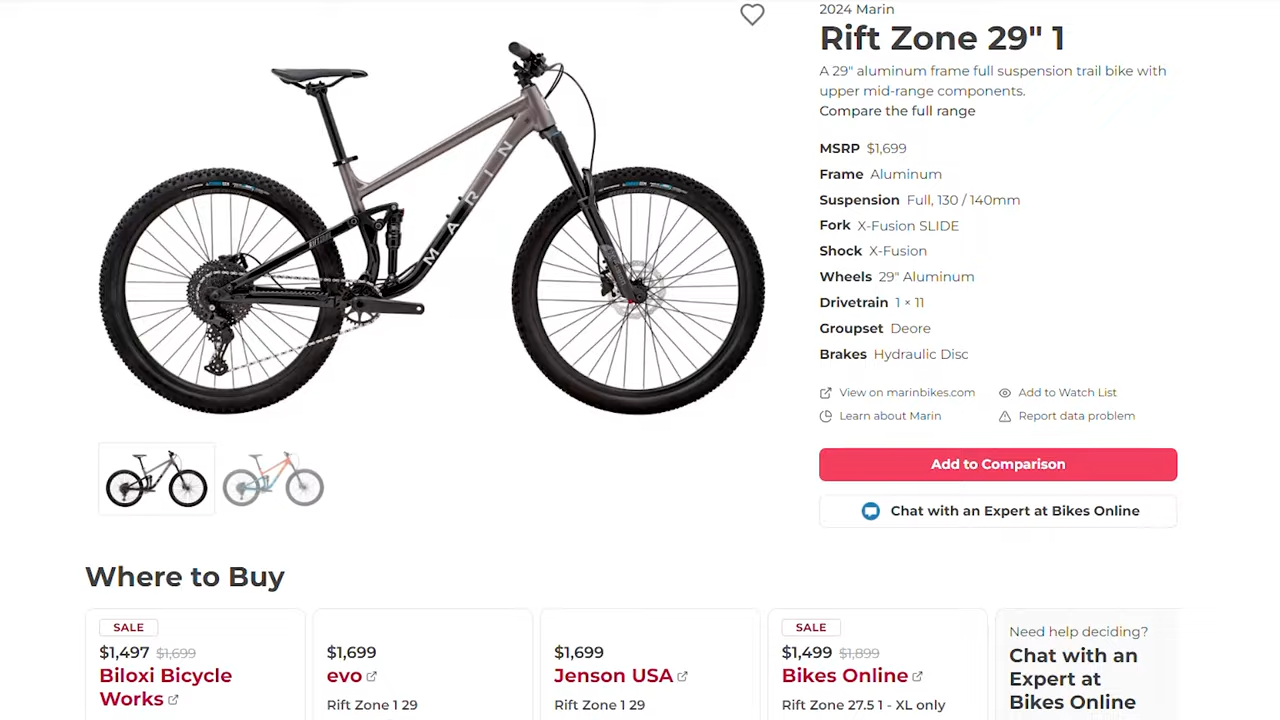 2024 Marin
Rift Zone 29" 1
A 29" aluminum frame full suspension trail bike with
upper mid-range components.
Compare the full range
MSRP $1,699
Frame Aluminum
Suspension Full, 130 / 140mm
Fork X-Fusion SLIDE
Shock X-Fusion
Wheels 29" Aluminum
Drivetrain 1 × 11
Groupset Deore
Brakes Hydraulic Disc
View on marinbikes.com Add to Watch List
Learn about Marin Report data problem
Add to Comparison
Chat with an Expert at Bikes Online
MARIN
Where to Buy
SALE
$1,497 $1,699
Biloxi Bicycle
Works
$1,699
evo
Rift Zone 1 29
$1,699
Jenson USA
Rift Zone 1 29
SALE
$1,499 $1,899
Bikes Online
Rift Zone 27.5 1 - XL only
Need help deciding?
Chat with an
Expert at
Bikes Online